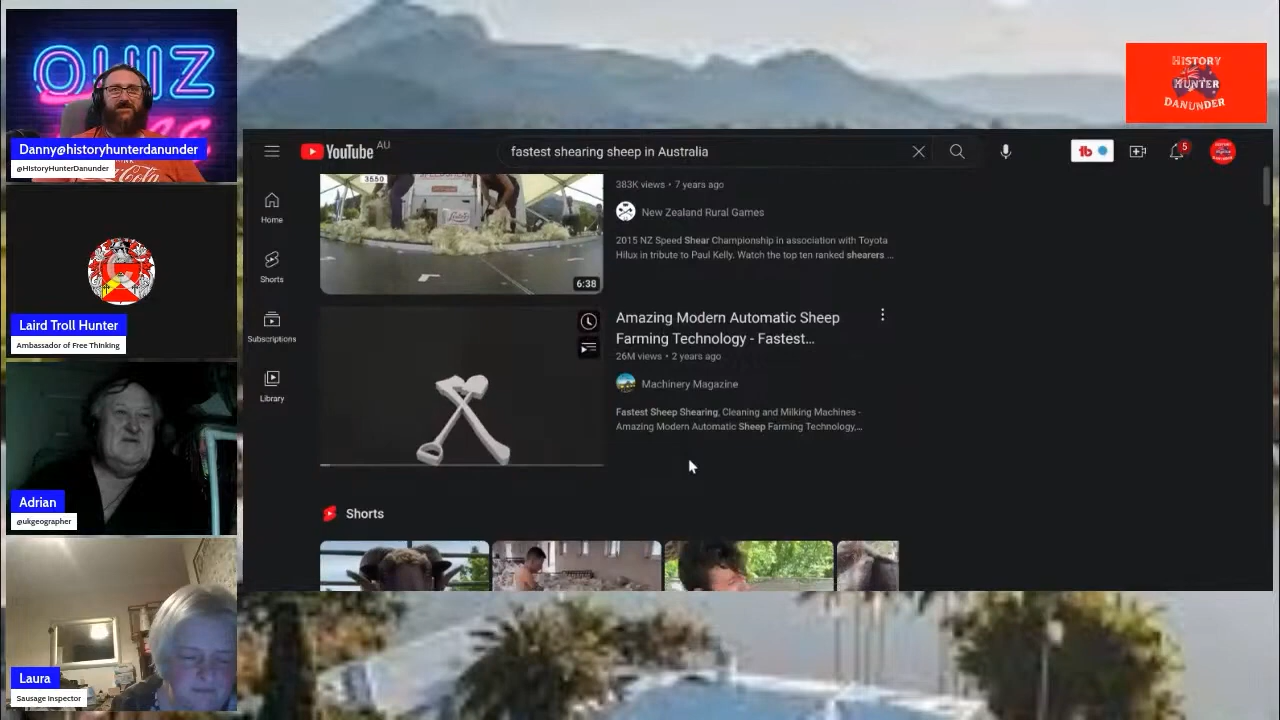 QUIZ
Coca-Cola
Danny@historyhunterdanunder
@HistoryHunterDanunder
Laird Troll Hunter
Ambassador of Free Thinking
Adrian
@ukgeographer
Laura
Sausage Inspector
HISTORY
HUNTER
DANUNDER
YouTube AU
fastest shearing sheep in Australia
5
Home
Shorts
Subscriptions
Library
3550
6:38
383K views • 7 years ago
New Zealand Rural Games
2015 NZ Speed Shear Championship in association with Toyota
Hilux in tribute to Paul Kelly. Watch the top ten ranked shearers ...
Amazing Modern Automatic Sheep
Farming Technology - Fastest...
26M views • 2 years ago
Machinery Magazine
Fastest Sheep Shearing, Cleaning and Milking Machines -
Amazing Modern Automatic Sheep Farming Technology,...
Shorts